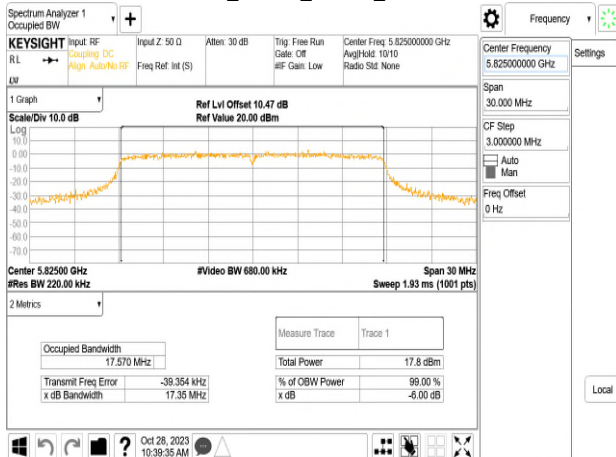 Spectrum Analyzer 1
Occupied BW
+
Frequency
KEYSIGHT Input: RF Input Z: 50 Ω Atten: 30 dB Trig: Free Run Center Freq: 5.825000000 GHz
RL Coupling: DC Gate: Off Avg|Hold: 10/10
Align: Auto/No RF Freq Ref: Int (S) #IF Gain: Low Radio Std: None
LXI
Center Frequency
5.825000000 GHz
Settings
Span
30.000 MHz
CF Step
3.000000 MHz
Auto
Man
Freq Offset
0 Hz
1 Graph
Ref Lvl Offset 10.47 dB
Scale/Div 10.0 dB Ref Value 20.00 dBm
Log
10.0
0.00
-10.0
-20.0
-30.0
-40.0
-50.0
-60.0
-70.0
Center 5.82500 GHz #Video BW 680.00 kHz Span 30 MHz
#Res BW 220.00 kHz Sweep 1.93 ms (1001 pts)
2 Metrics
Measure Trace Trace 1
Occupied Bandwidth
17.570 MHz Total Power 17.8 dBm
Transmit Freq Error -39.354 kHz % of OBW Power 99.00 %
x dB Bandwidth 17.35 MHz x dB -6.00 dB
Local
? Oct 28, 2023
10:39:35 AM